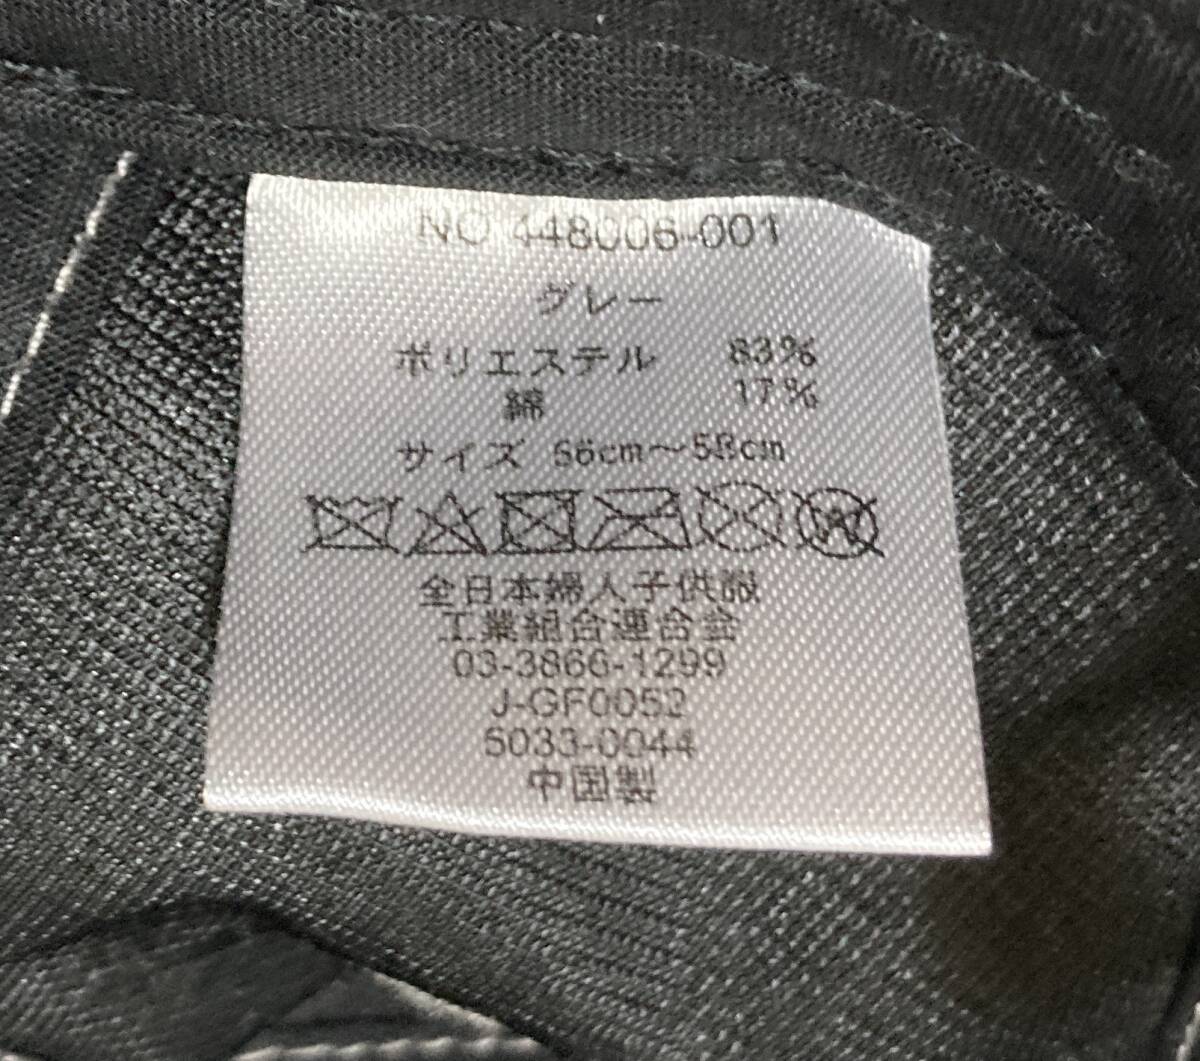 NO 448006-001
グレー
ポリエステル 83%
綿 17%
サイズ 56cm～58cm
W
全日本婦人子供服
工業組合連合会
03-3866-1299
J-GF0052
5033-0044
中国製